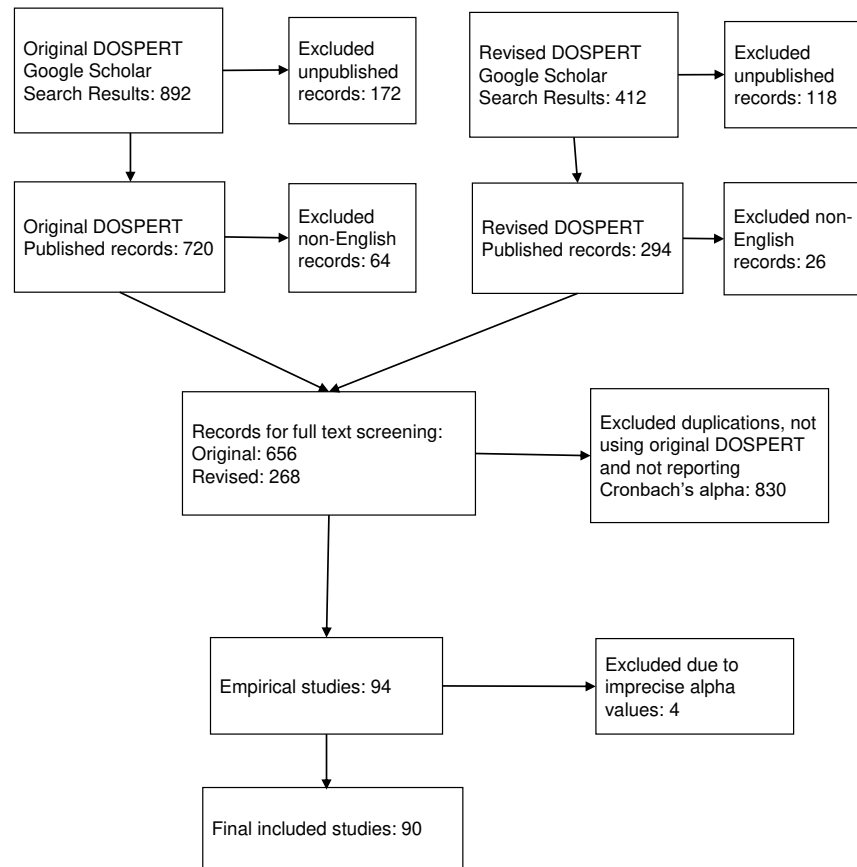 Original DOSPERT
Google Scholar
Search Results: 892
Excluded
unpublished
records: 172
Revised DOSPERT
Google Scholar
Search Results: 412
Excluded
unpublished
records: 118
Original DOSPERT
Published records: 720
Excluded
non-English
records: 64
Revised DOSPERT
Published records: 294
Excluded non-
English
records: 26
Records for full text screening:
Original: 656
Revised: 268
Excluded duplications, not
using original DOSPERT
and not reporting
Cronbach’s alpha: 830
Empirical studies: 94
Excluded due to
imprecise alpha
values: 4
Final included studies: 90